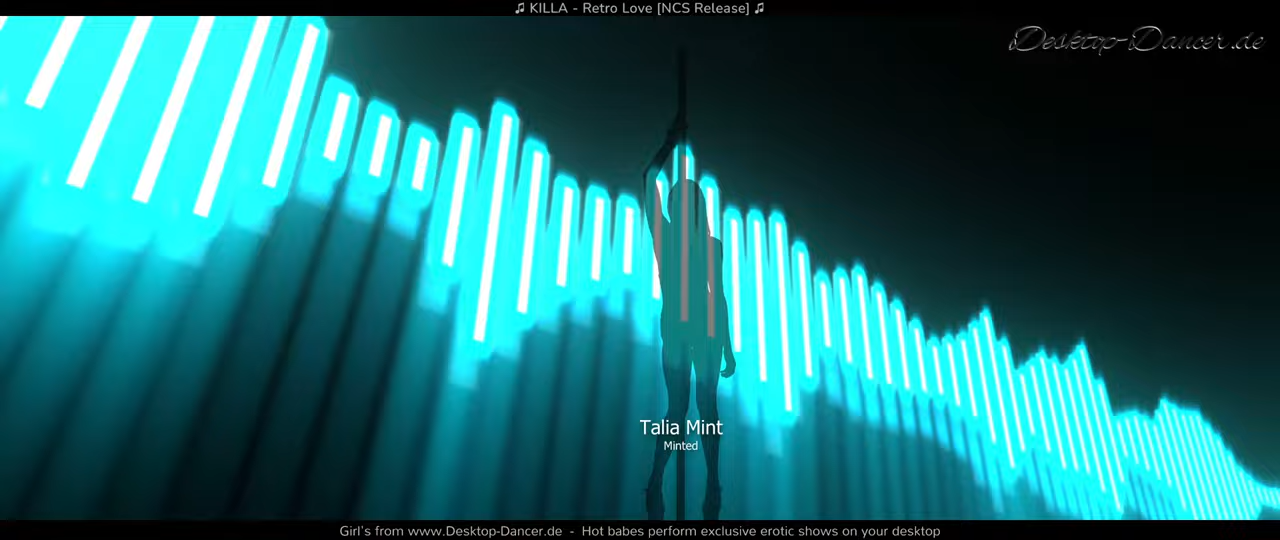 ♫ KILLA - Retro Love [NCS Release] ♫
Desktop-Dancer.de
Talia Mint
Minted
Girl's from www.Desktop-Dancer.de - Hot babes perform exclusive erotic shows on your desktop